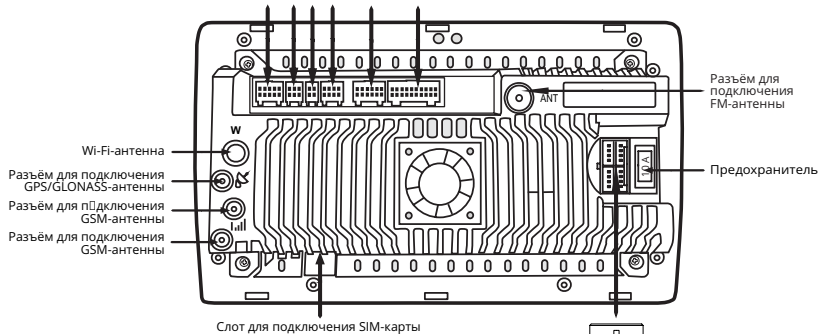 Разъём для
подключения
FM-антенны
ANT
W
Wi-Fi-антенна
10 A
Предохранитель
Разъём для подключения
GPS/GLONASS-антенны
Разъём для п▯дключения
GSM-антенны
Разъём для подключения
GSM-антенны
Слот для подключения SIM-карты